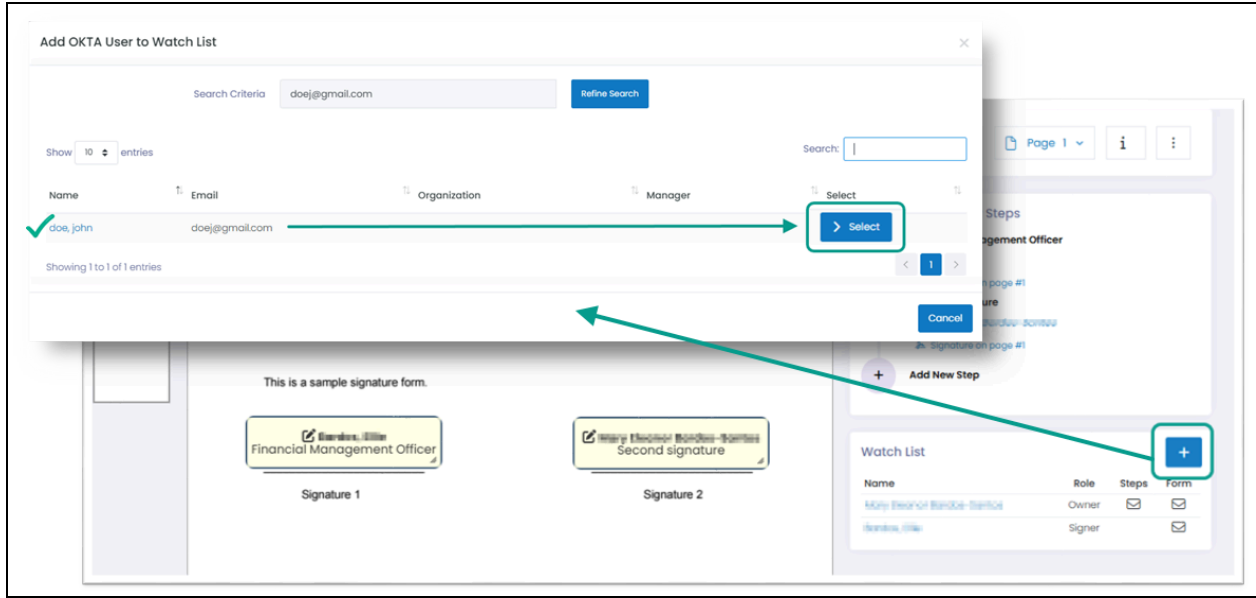 Add OKTA User to Watch List ×
Search Criteria doej@gmail.com Refine Search
Show 10 entries Search:
Name Email Organization Manager Select
doe, john doej@gmail.com Select
Showing 1 to 1 of 1 entries < 1 >
Cancel
Page 1 i
Steps
gement Officer
page #1
ure
Signature on page #1
+ Add New Step
This is a sample signature form.
Financial Management Officer
Second signature
Signature 1 Signature 2
Watch List +
Name Role Steps Form
Owner
Signer